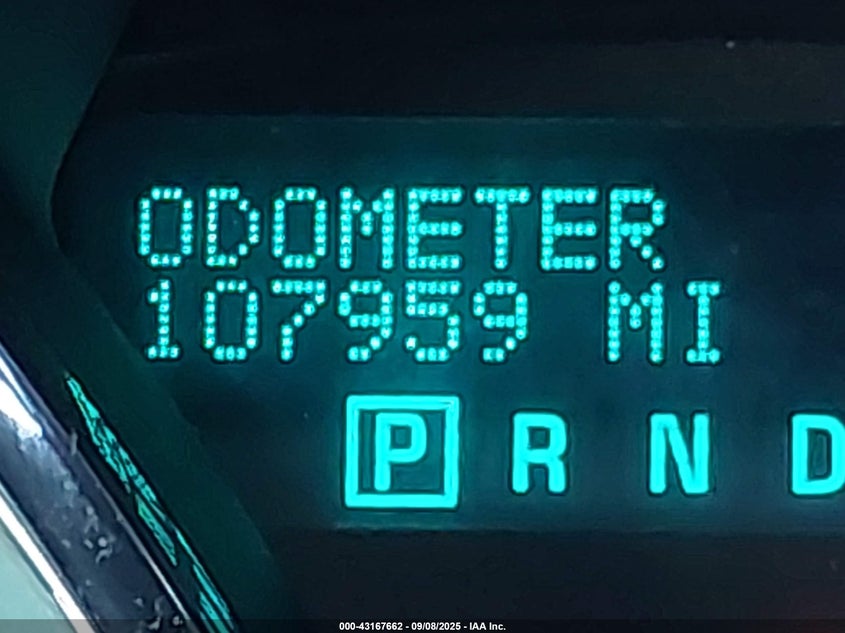 ODOMETER
107959 MI
P R N D
000-43167662 - 09/08/2025 - IAA Inc.